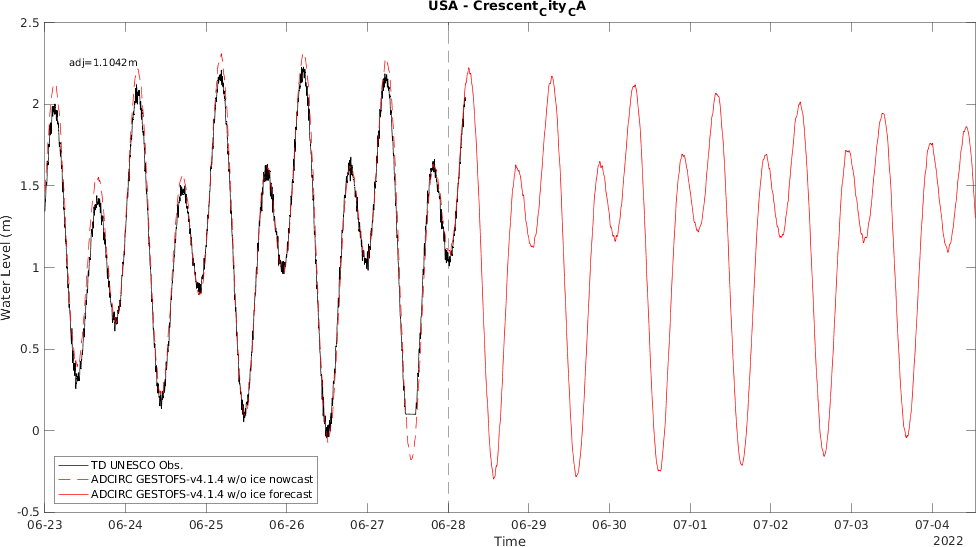 USA - Crescent_City_CA
2.5
adj=1.1042m
2
1.5
1
0.5
0
-0.5
Water Level (m)
TD UNESCO Obs.
ADCIRC GESTOFS-v4.1.4 w/o ice nowcast
ADCIRC GESTOFS-v4.1.4 w/o ice forecast
06-23 06-24 06-25 06-26 06-27 06-28 06-29 06-30 07-01 07-02 07-03 07-04
Time
2022